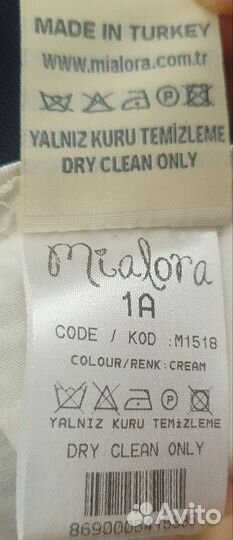 MADE IN TURKEY
www.mialora.com.tr
YALNIZ KURU TEMİZLEME
DRY CLEAN ONLY
mialora
1A
CODE / KOD :M1518
COLOUR/RENK:CREAM
YALNIZ KURU TEMİZLEME
DRY CLEAN ONLY
Avito